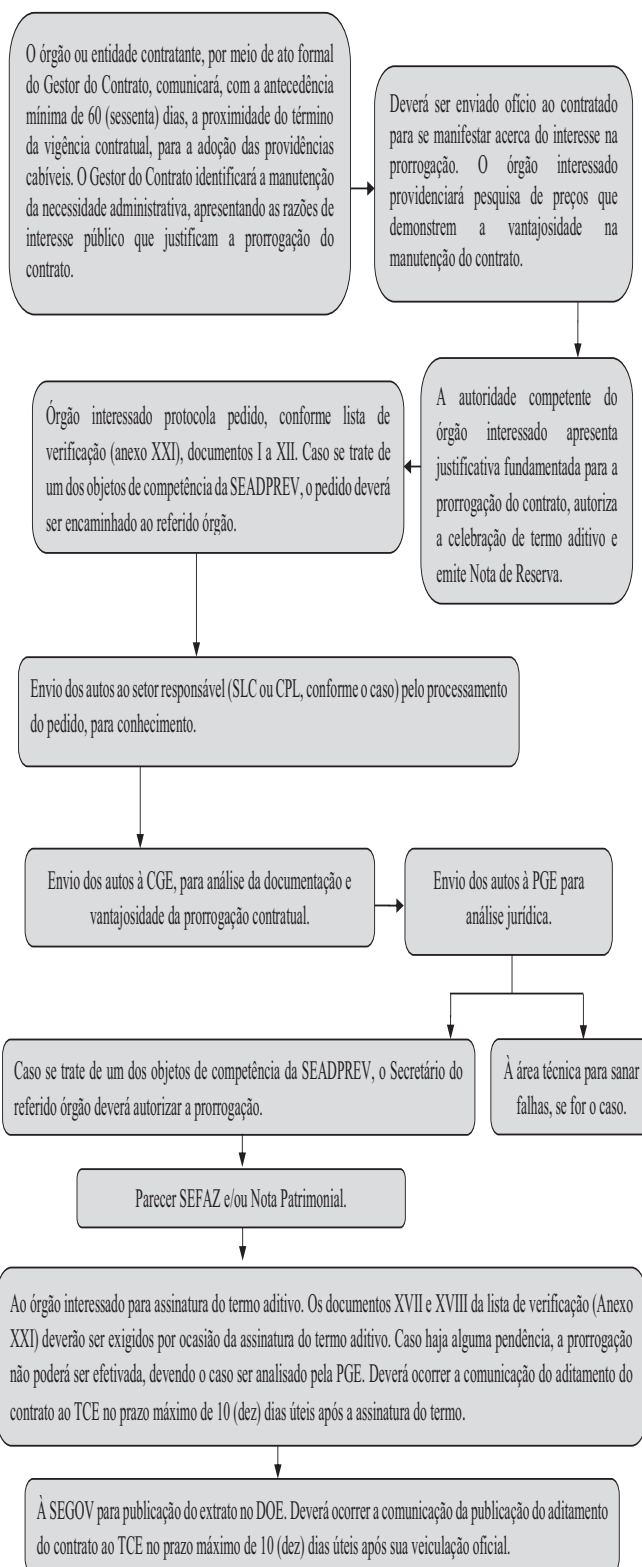 O órgão ou entidade contratante, por meio de ato formal
do Gestor do Contrato, comunicará, com a antecedência
mínima de 60 (sessenta) dias, a proximidade do término
da vigência contratual, para a adoção das providências
cabíveis. O Gestor do Contrato identificará a manutenção
da necessidade administrativa, apresentando as razões de
interesse público que justificam a prorrogação do
contrato.
Deverá ser enviado ofício ao contratado
para se manifestar acerca do interesse na
prorrogação. O órgão interessado
providenciará pesquisa de preços que
demonstrem a vantajosidade na
manutenção do contrato.
A autoridade competente do
órgão interessado apresenta
justificativa fundamentada para a
prorrogação do contrato, autoriza
a celebração de termo aditivo e
emite Nota de Reserva.
Órgão interessado protocola pedido, conforme lista de
verificação (anexo XXI), documentos I a XII. Caso se trate de
um dos objetos de competência da SEADPREV, o pedido deverá
ser encaminhado ao referido órgão.
Envio dos autos ao setor responsável (SLC ou CPL, conforme o caso) pelo processamento
do pedido, para conhecimento.
Envio dos autos à CGE, para análise da documentação e
vantajosidade da prorrogação contratual.
Envio dos autos à PGE para
análise jurídica.
Caso se trate de um dos objetos de competência da SEADPREV, o Secretário do
referido órgão deverá autorizar a prorrogação.
À área técnica para sanar
falhas, se for o caso.
Parecer SEFAZ e/ou Nota Patrimonial.
Ao órgão interessado para assinatura do termo aditivo. Os documentos XVII e XVIII da lista de verificação (Anexo
XXI) deverão ser exigidos por ocasião da assinatura do termo aditivo. Caso haja alguma pendência, a prorrogação
não poderá ser efetivada, devendo o caso ser analisado pela PGE. Deverá ocorrer a comunicação do aditamento do
contrato ao TCE no prazo máximo de 10 (dez) dias úteis após a assinatura do termo.
À SEGOV para publicação do extrato no DOE. Deverá ocorrer a comunicação da publicação do aditamento
do contrato ao TCE no prazo máximo de 10 (dez) dias úteis após sua veiculação oficial.